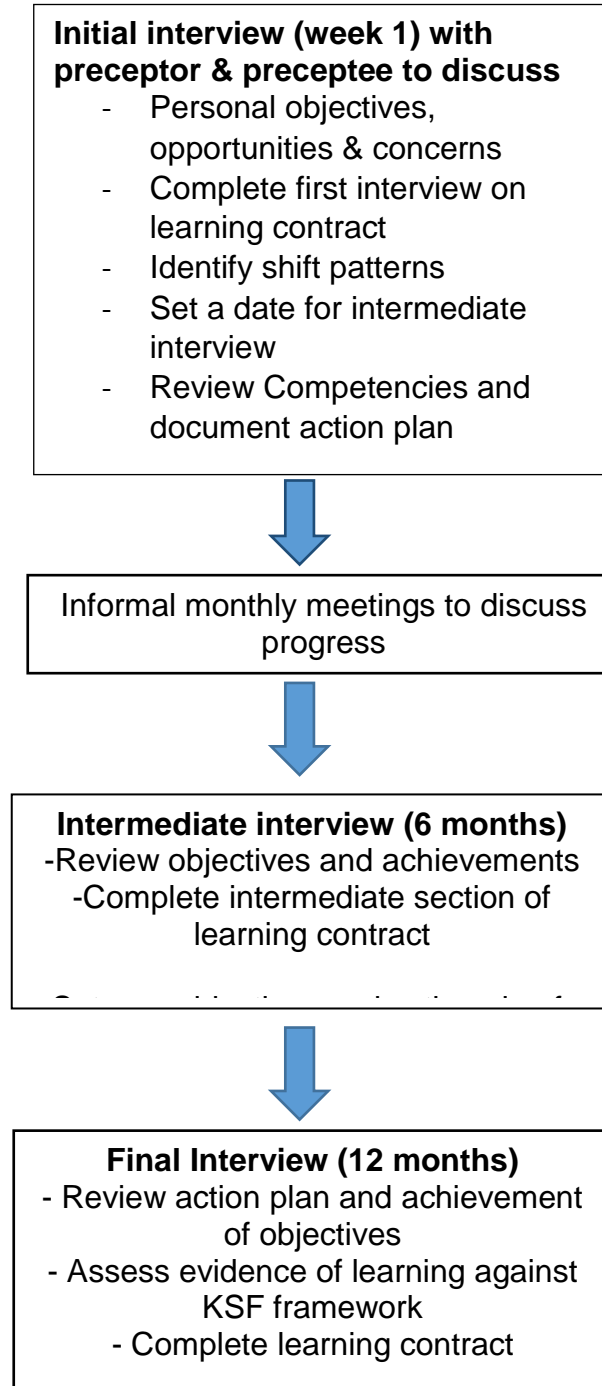 Initial interview (week 1) with
preceptor & preceptee to discuss
- Personal objectives,
opportunities & concerns
- Complete first interview on
learning contract
- Identify shift patterns
- Set a date for intermediate
interview
- Review Competencies and
document action plan
Informal monthly meetings to discuss
progress
Intermediate interview (6 months)
-Review objectives and achievements
-Complete intermediate section of
learning contract
Final Interview (12 months)
- Review action plan and achievement
of objectives
- Assess evidence of learning against
KSF framework
- Complete learning contract